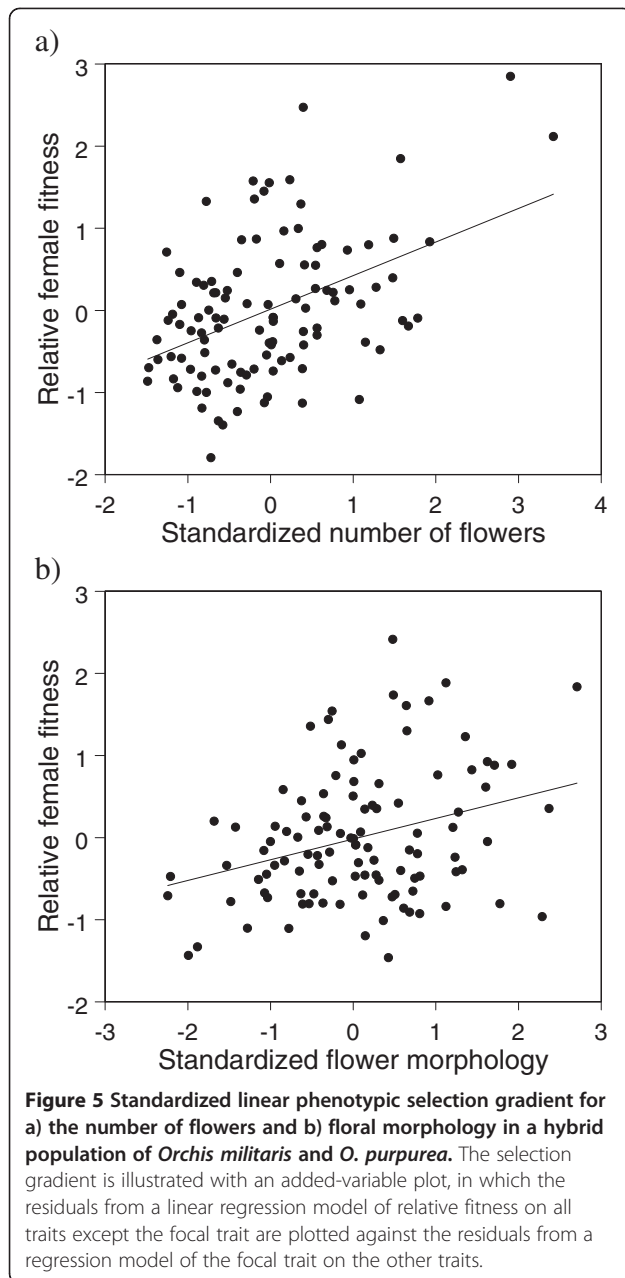 a)
3
2
1
0
-1
-2
Relative female fitness
-2 -1 0 1 2 3 4
Standardized number of flowers
b)
3
2
1
0
-1
-2
Relative female fitness
-3 -2 -1 0 1 2 3
Standardized flower morphology
Figure 5 Standardized linear phenotypic selection gradient for
a) the number of flowers and b) floral morphology in a hybrid
population of Orchis militaris and O. purpurea. The selection
gradient is illustrated with an added-variable plot, in which the
residuals from a linear regression model of relative fitness on all
traits except the focal trait are plotted against the residuals from a
regression model of the focal trait on the other traits.